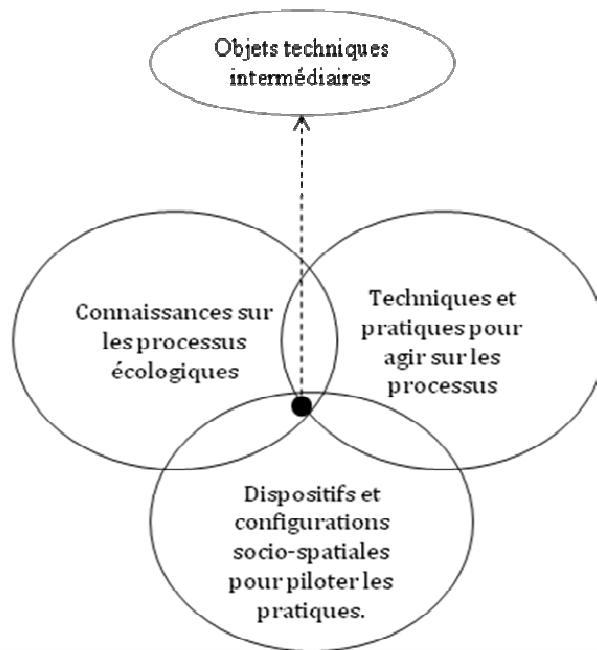 Objets techniques
intermédiaires
Connaissances sur
les processus
écologiques
Techniques et
pratiques pour
agir sur les
processus
Dispositifs et
configurations
socio-spatiales
pour piloter les
pratiques.